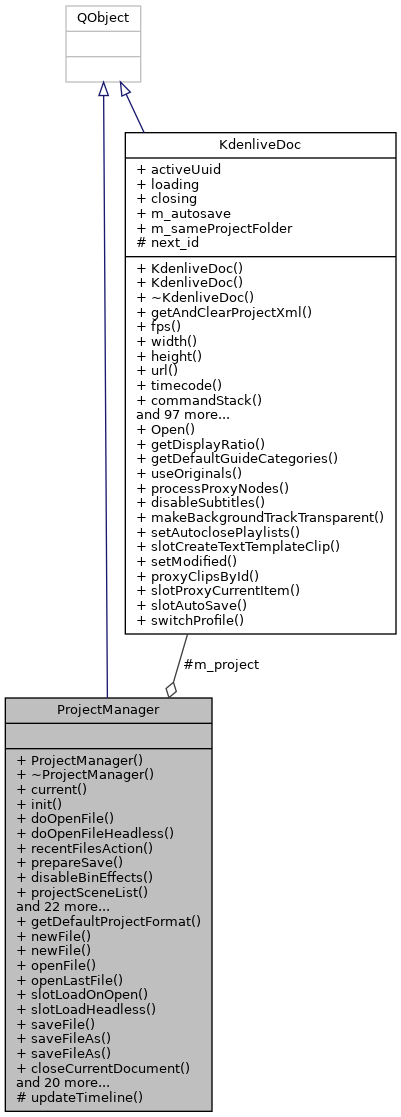 QObject
KdenliveDoc
+ activeUuid
+ loading
+ closing
+ m_autosave
+ m_sameProjectFolder
# next_id
+ KdenliveDoc()
+ KdenliveDoc()
+ ~KdenliveDoc()
+ getAndClearProjectXml()
+ fps()
+ width()
+ height()
+ url()
+ timecode()
+ commandStack()
and 97 more...
+ Open()
+ getDisplayRatio()
+ getDefaultGuideCategories()
+ useOriginals()
+ processProxyNodes()
+ disableSubtitles()
+ makeBackgroundTrackTransparent()
+ setAutoclosePlaylists()
+ slotCreateTextTemplateClip()
+ setModified()
+ proxyClipsById()
+ slotProxyCurrentItem()
+ slotAutoSave()
+ switchProfile()
#m_project
ProjectManager
+ ProjectManager()
+ ~ProjectManager()
+ current()
+ init()
+ doOpenFile()
+ doOpenFileHeadless()
+ recentFilesAction()
+ prepareSave()
+ disableBinEffects()
+ projectSceneList()
and 22 more...
+ getDefaultProjectFormat()
+ newFile()
+ newFile()
+ openFile()
+ openLastFile()
+ slotLoadOnOpen()
+ slotLoadHeadless()
+ saveFile()
+ saveFileAs()
+ saveFileAs()
+ closeCurrentDocument()
and 20 more...
# updateTimeline()